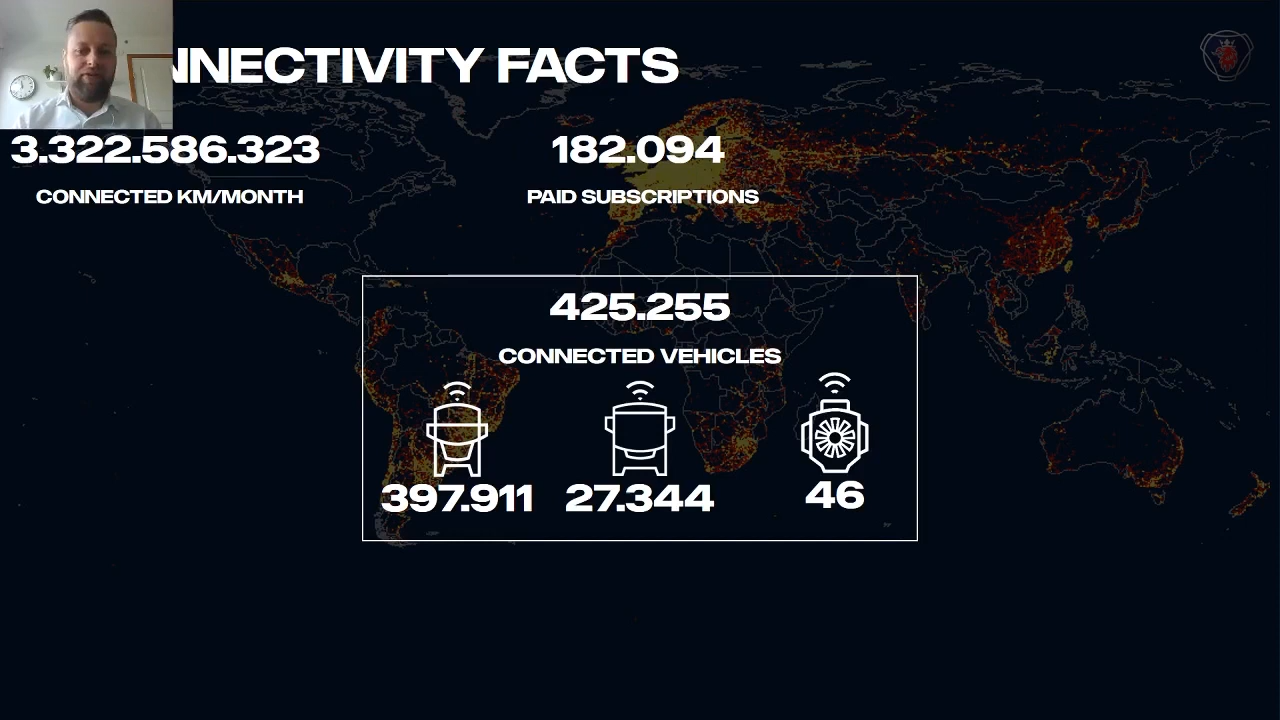 NNECTIVITY FACTS
3.322.586.323
CONNECTED KM/MONTH
182.094
PAID SUBSCRIPTIONS
425.255
CONNECTED VEHICLES
397.911
27.344
46